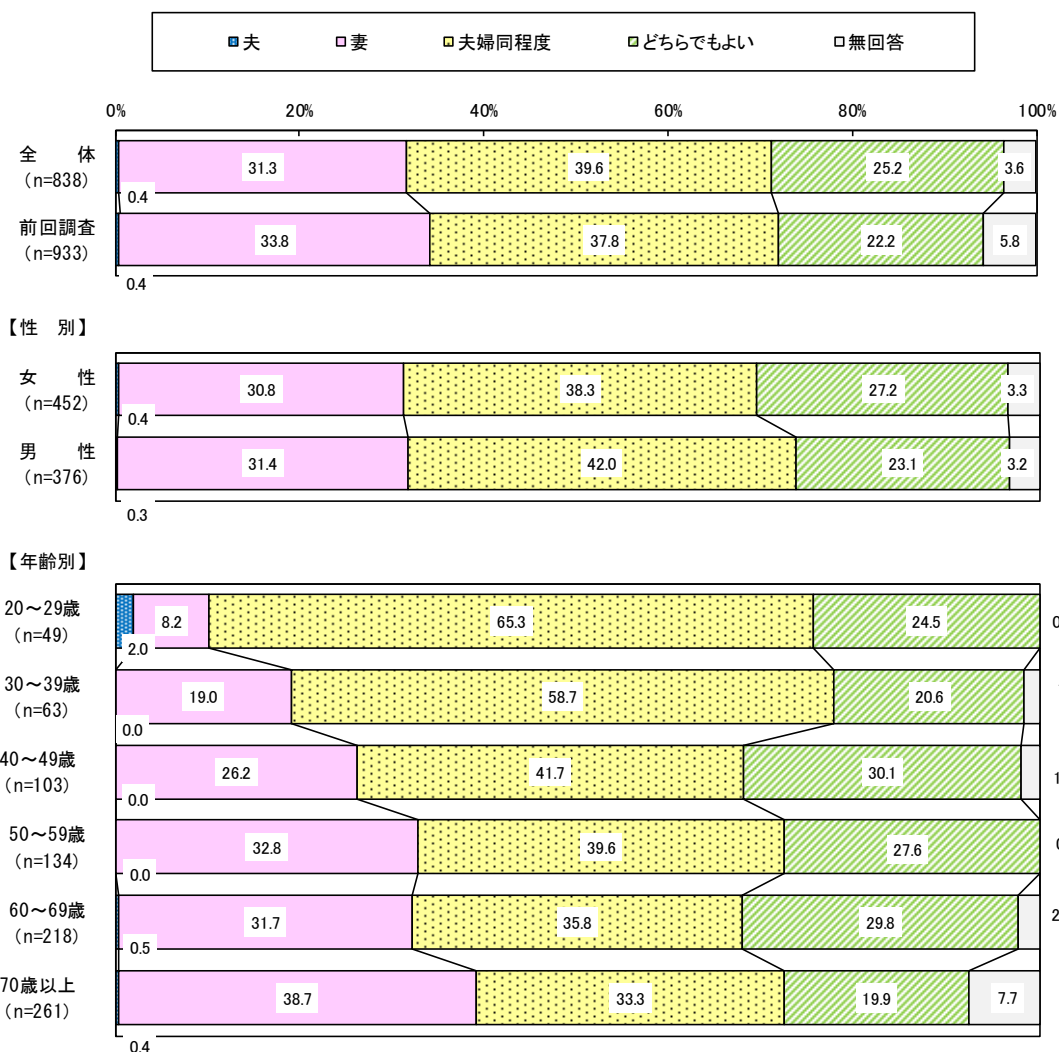 夫 妻 夫婦同程度 どちらでもよい 無回答
0% 20% 40% 60% 80% 100%
全 体
(n=838)
31.3 39.6 25.2 3.6
0.4
前回調査
(n=933)
33.8 37.8 22.2 5.8
0.4
【性 別】
女 性
(n=452)
30.8 38.3 27.2 3.3
0.4
男 性
(n=376)
31.4 42.0 23.1 3.2
0.3
【年齢別】
20～29歳
(n=49)
8.2 65.3 24.5
2.0
30～39歳
(n=63)
19.0 58.7 20.6
0.0
40～49歳
(n=103)
26.2 41.7 30.1
0.0
50～59歳
(n=134)
32.8 39.6 27.6
0.0
60～69歳
(n=218)
31.7 35.8 29.8
0.5
70歳以上
(n=261)
38.7 33.3 19.9 7.7
0.4